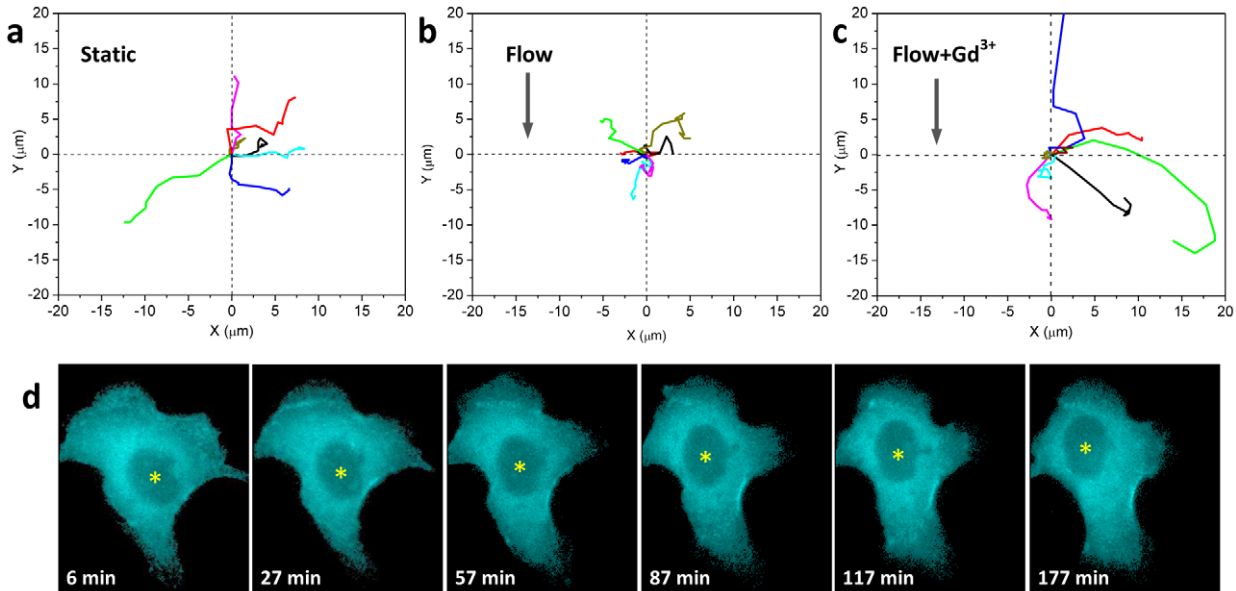 a
Static
20
15
10
5
0
-5
-10
-15
-20
Y (μm)
-20 -15 -10 -5 0 5 10 15 20
X (μm)
b
Flow
20
15
10
5
0
-5
-10
-15
-20
Y (μm)
-20 -15 -10 -5 0 5 10 15 20
X (μm)
c
Flow+Gd³⁺
20
15
10
5
0
-5
-10
-15
-20
Y (μm)
-20 -15 -10 -5 0 5 10 15 20
X (μm)
d
* * * * * *
6 min 27 min 57 min 87 min 117 min 177 min